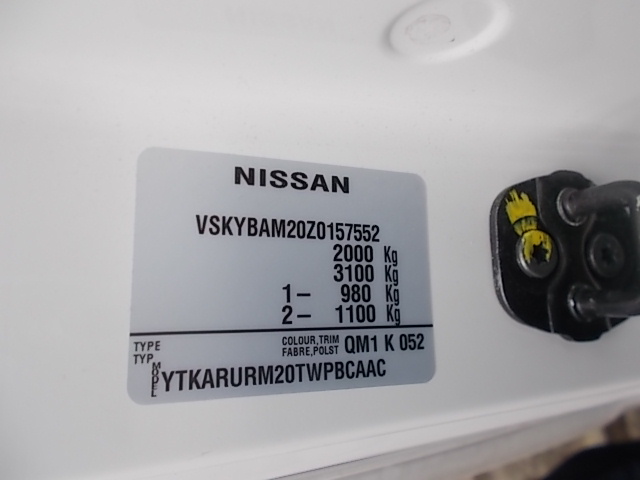 NISSAN
VSKYBAM20Z0157552
2000 Kg
3100 Kg
1- 980 Kg
2- 1100 Kg
TYPE COLOUR,TRIM QM1 K 052
TYP FABRE,POLST
MODEL YTKARURM20TWPBCAAC